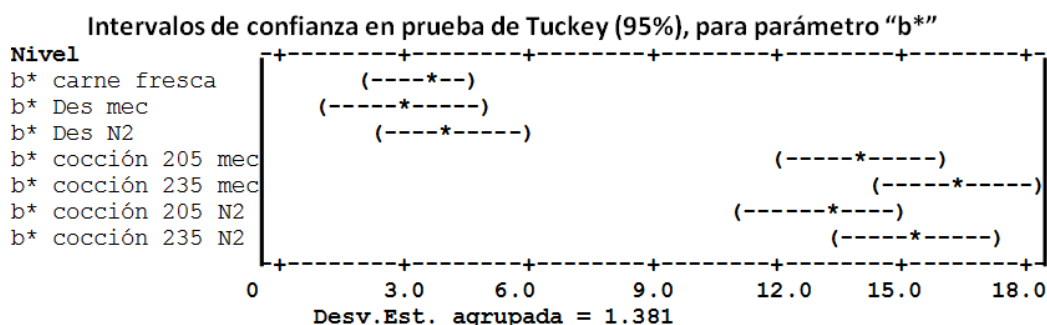 Intervalos de confianza en prueba de Tuckey (95%), para parámetro “b*”
Nivel -+--------+--------+--------+--------+--------+--------+-
b* carne fresca (----*--)
b* Des mec (-----*-----)
b* Des N2 (----*-----)
b* cocción 205 mec (-----*-----)
b* cocción 235 mec (-----*-----)
b* cocción 205 N2 (------*----)
b* cocción 235 N2 (-----*-----)
-+--------+--------+--------+--------+--------+--------+-
0 3.0 6.0 9.0 12.0 15.0 18.0
Desv.Est. agrupada = 1.381